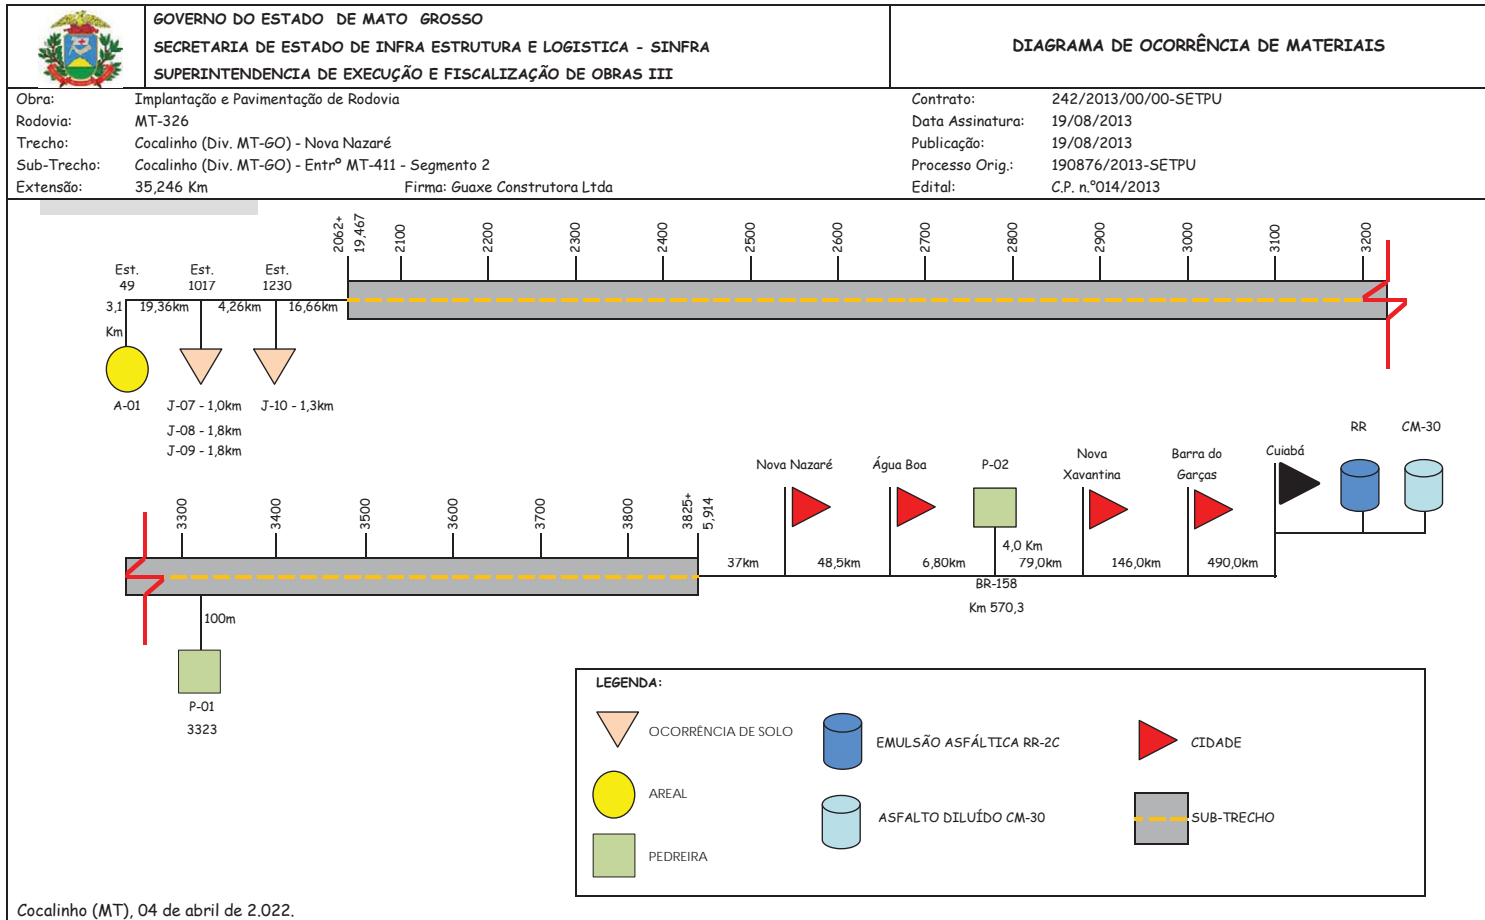 GOVERNO DO ESTADO DE MATO GROSSO
SECRETARIA DE ESTADO DE INFRA ESTRUTURA E LOGISTICA - SINFRA
SUPERINTENDENCIA DE EXECUÇÃO E FISCALIZAÇÃO DE OBRAS III
DIAGRAMA DE OCORRÊNCIA DE MATERIAIS
Obra: Implantação e Pavimentação de Rodovia
Rodovia: MT-326
Trecho: Cocalinho (Div. MT-GO) - Nova Nazaré
Sub-Trecho: Cocalinho (Div. MT-GO) - Entrº MT-411 - Segmento 2
Extensão: 35,246 Km Firma: Guaxe Construtora Ltda
Contrato: 242/2013/00/00-SETPU
Data Assinatura: 19/08/2013
Publicação: 19/08/2013
Processo Orig.: 190876/2013-SETPU
Edital: C.P. n.º014/2013
2062+
19,467
2100
2200
2300
2400
2500
2600
2700
2800
2900
3000
3100
3200
Est.
49
Est.
1017
Est.
1230
3,1
Km
19,36km
4,26km
16,66km
A-01
J-07 - 1,0km
J-08 - 1,8km
J-09 - 1,8km
J-10 - 1,3km
3300
3400
3500
3600
3700
3800
3825+
5,914
Nova Nazaré
Água Boa
P-02
Nova
Xavantina
Barra do
Garças
Cuiabá
RR
CM-30
37km
48,5km
6,80km
4,0 Km
79,0km
146,0km
490,0km
BR-158
Km 570,3
100m
P-01
3323
LEGENDA:
OCORRÊNCIA DE SOLO
AREAL
PEDREIRA
EMULSÃO ASFÁLTICA RR-2C
ASFALTO DILUÍDO CM-30
CIDADE
SUB-TRECHO
Cocalinho (MT), 04 de abril de 2.022.